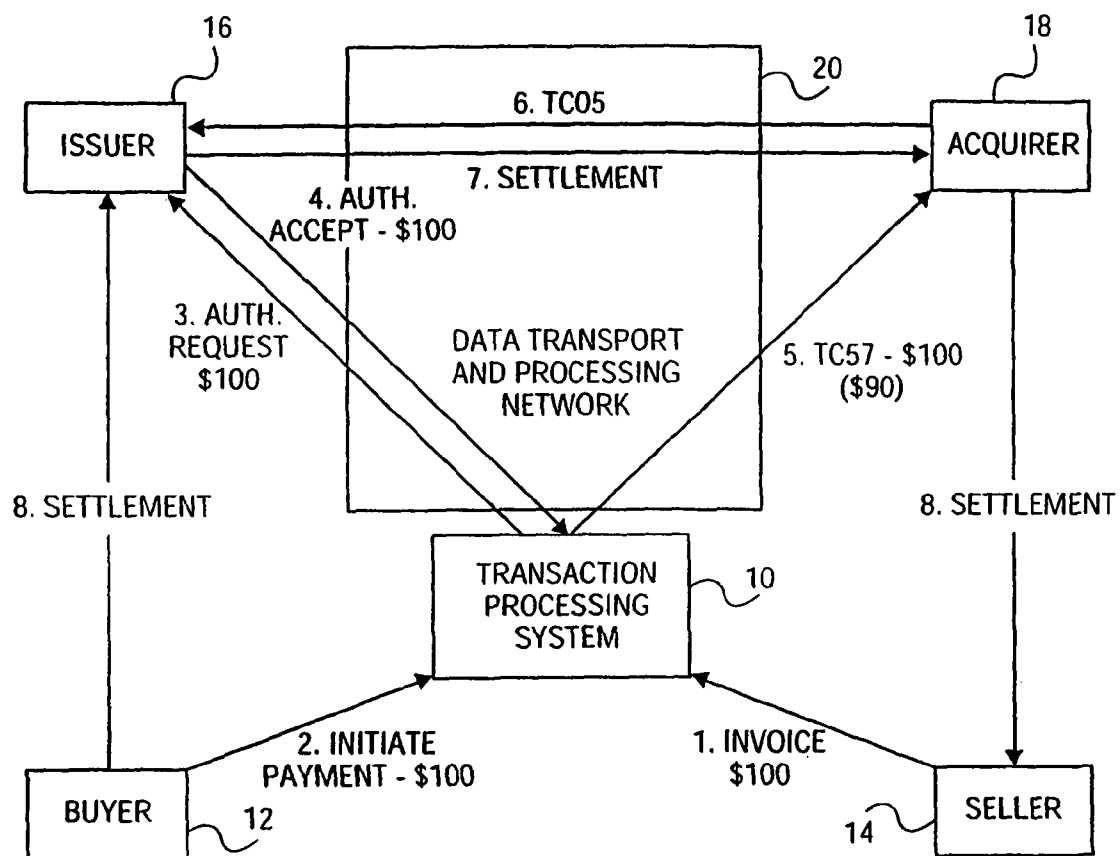 16
18
20
ISSUER
6. TC05
ACQUIRER
7. SETTLEMENT
4. AUTH.
ACCEPT - $100
3. AUTH.
REQUEST
$100
DATA TRANSPORT
AND PROCESSING
NETWORK
5. TC57 - $100
($90)
8. SETTLEMENT
8. SETTLEMENT
TRANSACTION
PROCESSING
SYSTEM
10
2. INITIATE
PAYMENT - $100
1. INVOICE
$100
BUYER
12
14
SELLER